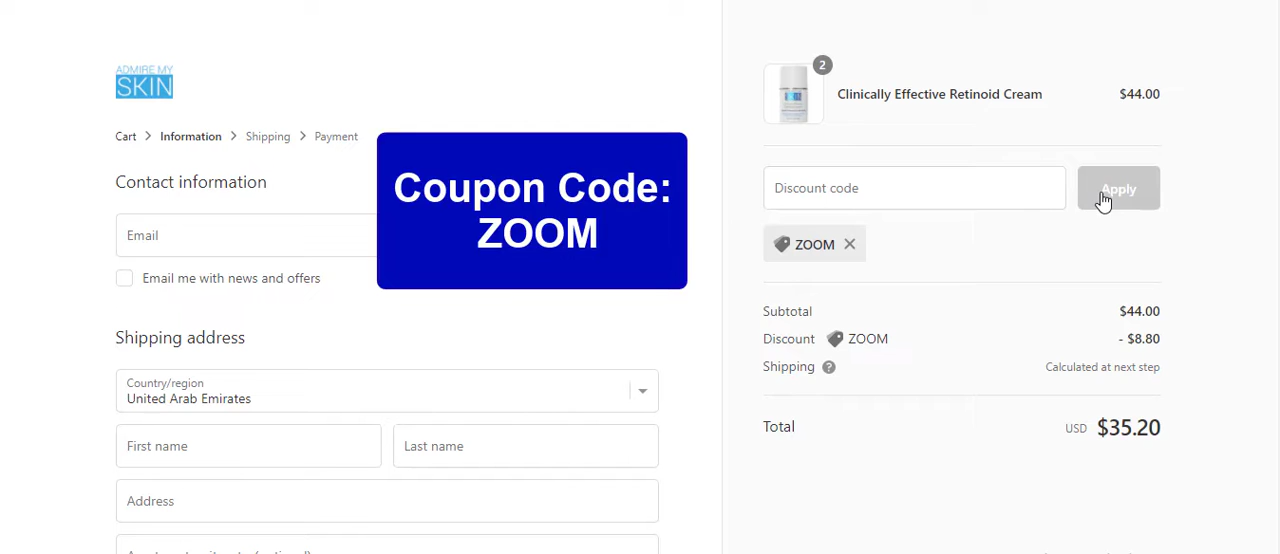 ADMIRE MY
SKIN
Cart > Information > Shipping > Payment
Contact information
Email
Email me with news and offers
Coupon Code:
ZOOM
Shipping address
Country/region
United Arab Emirates
First name
Last name
Address
2
Clinically Effective Retinoid Cream $44.00
Discount code
Apply
ZOOM
Subtotal $44.00
Discount ZOOM - $8.80
Shipping ? Calculated at next step
Total USD $35.20